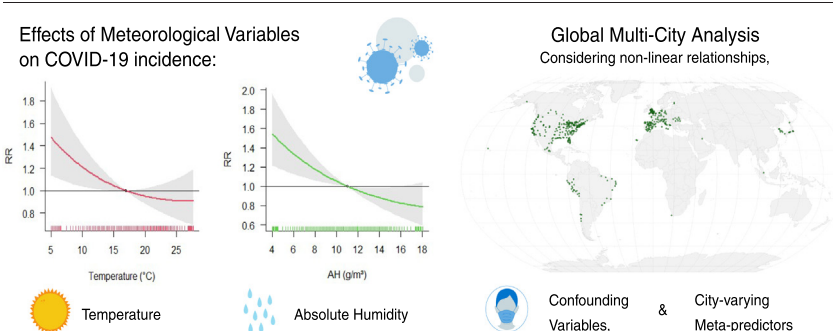 Effects of Meteorological Variables
on COVID-19 incidence:
RR
1.8
1.6
1.4
1.2
1.0
0.8
5 10 15 20 25
Temperature (°C)
RR
2.0
1.8
1.6
1.4
1.2
1.0
0.8
0.6
4 6 8 10 12 14 16 18
AH (g/m³)
Temperature
Absolute Humidity
Global Multi-City Analysis
Considering non-linear relationships,
Confounding
Variables.
&
City-varying
Meta-predictors